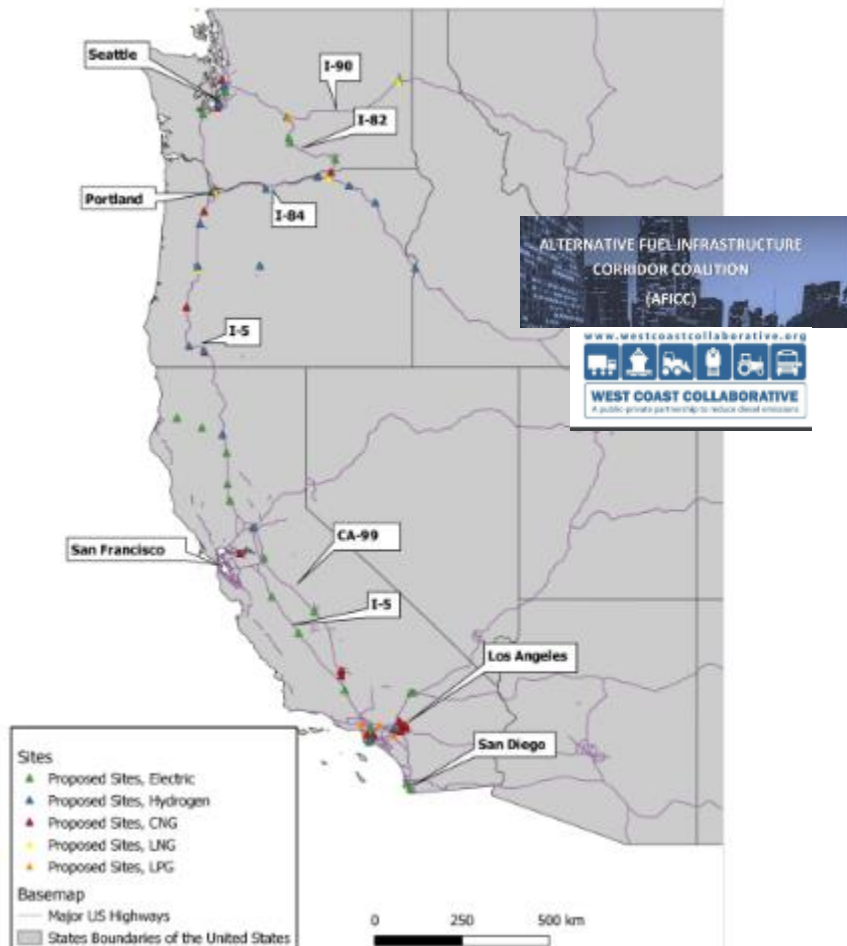 Seattle
I-90
I-82
Portland
I-84
ALTERNATIVE FUEL INFRASTRUCTURE
CORRIDOR COALITION
(AFICC)
www.westcoastcollaborative.org
WEST COAST COLLABORATIVE
A public-private partnership to reduce diesel emissions
I-5
San Francisco
CA-99
I-5
Los Angeles
San Diego
Sites
Proposed Sites, Electric
Proposed Sites, Hydrogen
Proposed Sites, CNG
Proposed Sites, LNG
Proposed Sites, LPG
Basemap
Major US Highways
States Boundaries of the United States
0 250 500 km